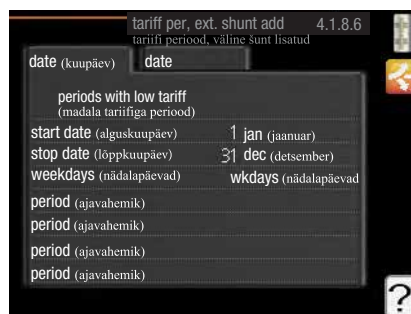 tariff per, ext. shunt add 4.1.8.6
tariifi periood, väline šunt lisatud
date (kuupäev) date
periods with low tariff
(madala tariifiga periood)
start date (alguskuupäev) 1 jan (jaanuar)
stop date (lõppkuupäev) 31 dec (detsember)
weekdays (nädalapäevad) wkdays (nädalapäevad
period (ajavahemik)
period (ajavahemik)
period (ajavahemik)
period (ajavahemik)
?